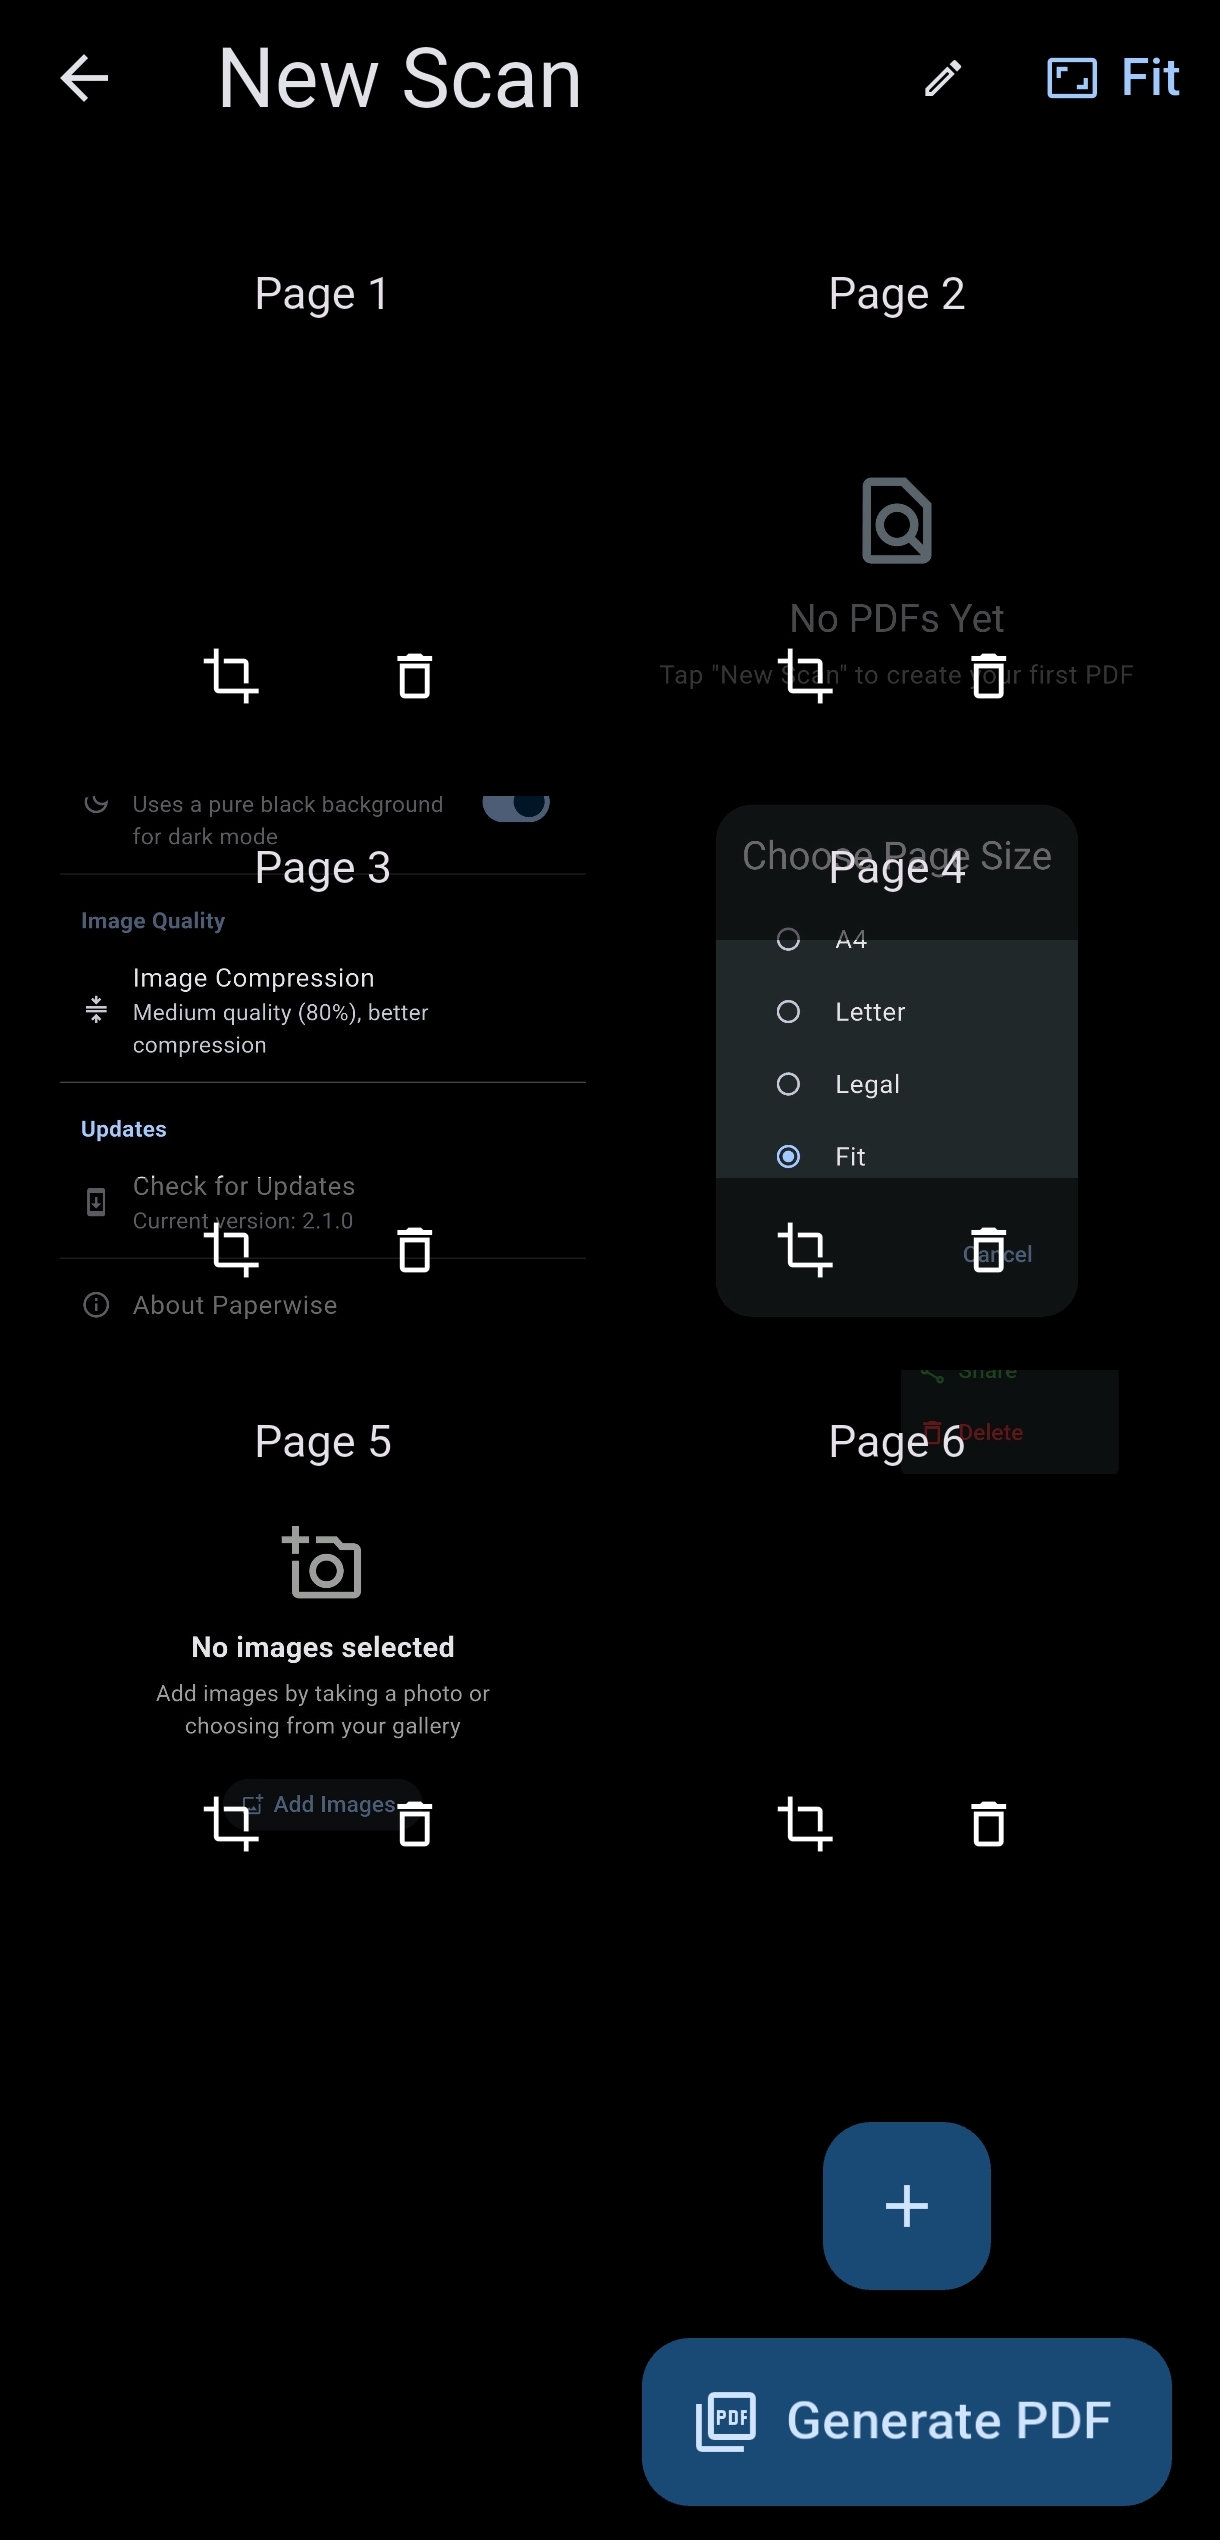 New Scan
Fit
Page 1
Page 2
No PDFs Yet
Tap "New Scan" to create your first PDF
Uses a pure black background
for dark mode
Page 3
Image Quality
Image Compression
Medium quality (80%), better
compression
Updates
Check for Updates
Current version: 2.1.0
About Paperwise
Choose Page Size
Page 4
A4
Letter
Legal
Fit
Cancel
Page 5
No images selected
Add images by taking a photo or
choosing from your gallery
Add Images
Share
Delete
Page 6
Generate PDF
PDF